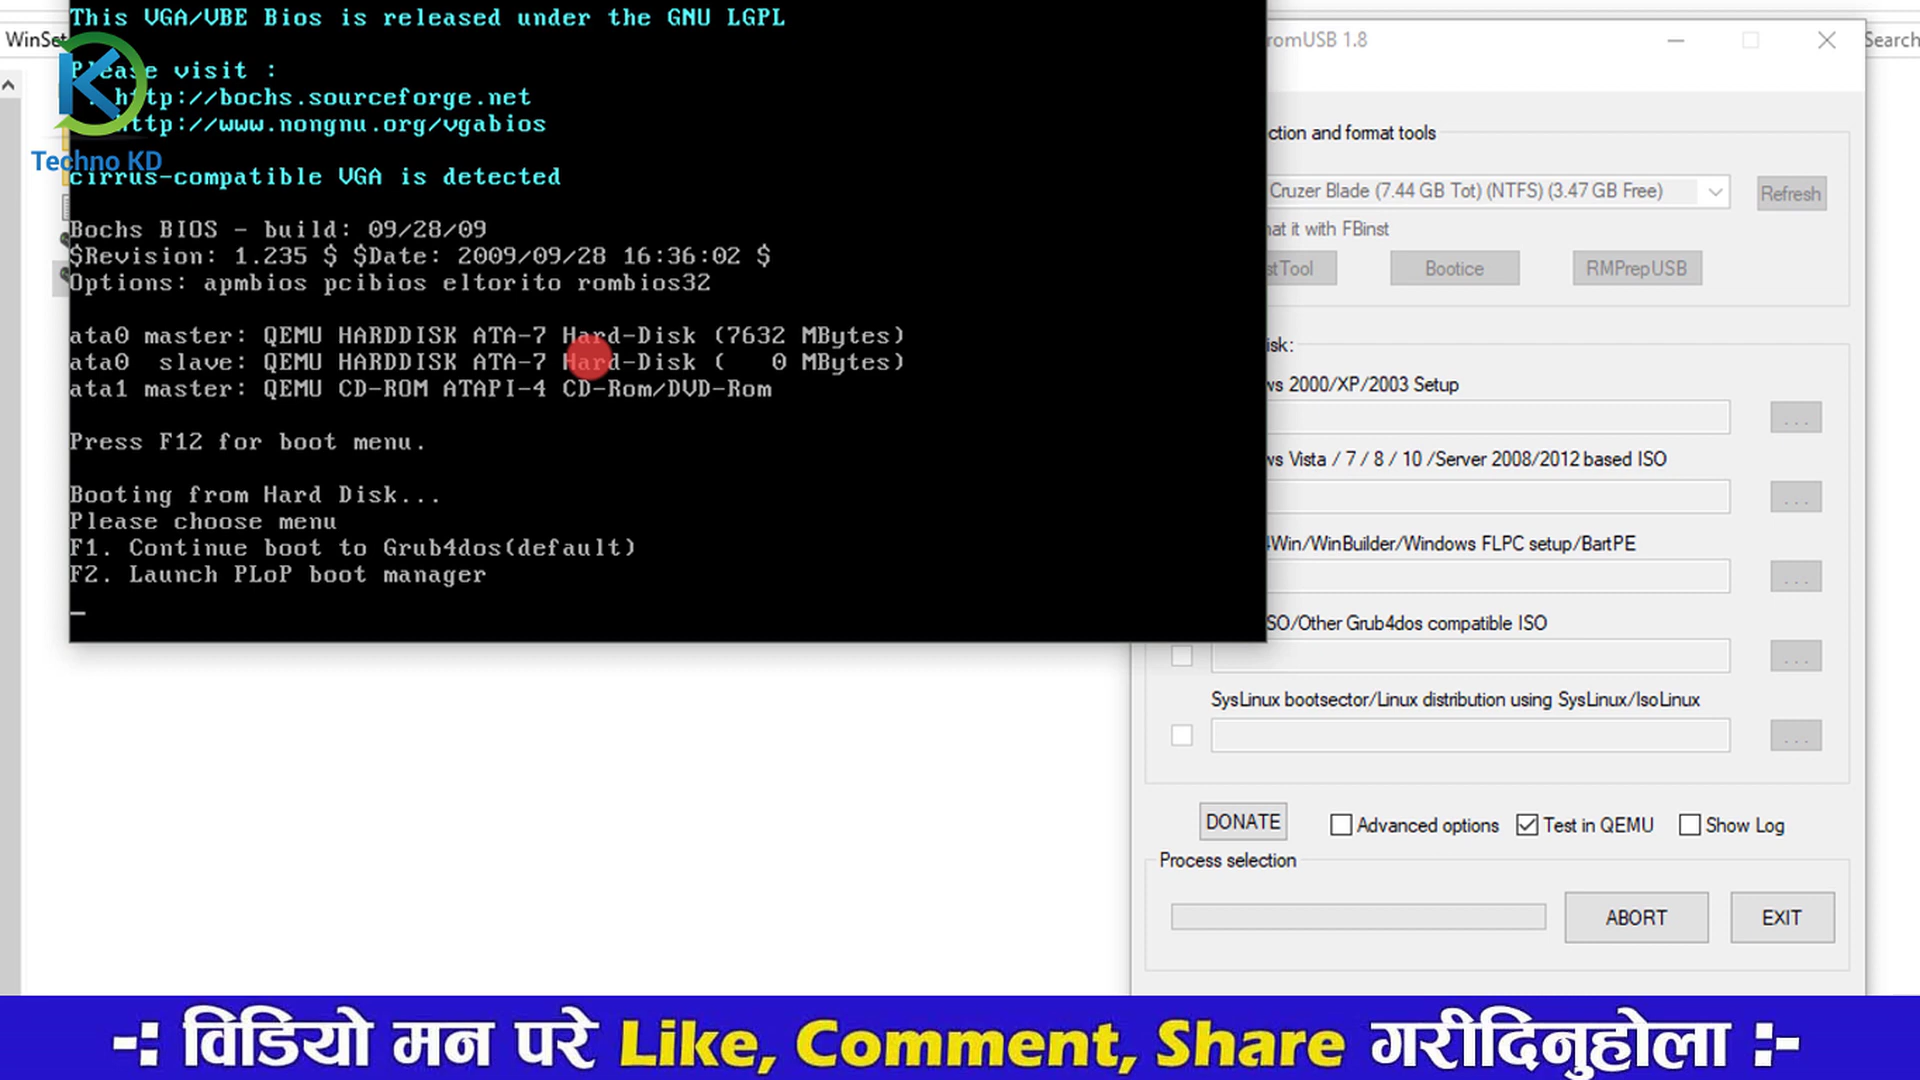 This VGA/VBE Bios is released under the GNU LGPL
WinSet
romUSB 1.8
Search
Please visit :
. http://bochs.sourceforge.net
. http://www.nongnu.org/vgabios
Techno KD
cirrus-compatible VGA is detected
Bochs BIOS - build: 09/28/09
$Revision: 1.235 $ $Date: 2009/09/28 16:36:02 $
Options: apmbios pcibios eltorito rombios32
ata0 master: QEMU HARDDISK ATA-7 Hard-Disk (7632 MBytes)
ata0  slave: QEMU HARDDISK ATA-7 Hard-Disk (   0 MBytes)
ata1 master: QEMU CD-ROM ATAPI-4 CD-Rom/DVD-Rom
Press F12 for boot menu.
Booting from Hard Disk...
Please choose menu
F1. Continue boot to Grub4dos(default)
F2. Launch PLoP boot manager
_
ction and format tools
Cruzer Blade (7.44 GB Tot) (NTFS) (3.47 GB Free)
Refresh
hat it with FBinst
stTool
Bootice
RMPrepUSB
isk:
ws 2000/XP/2003 Setup
...
ws Vista / 7 / 8 / 10 /Server 2008/2012 based ISO
...
4Win/WinBuilder/Windows FLPC setup/BartPE
...
SO/Other Grub4dos compatible ISO
...
SysLinux bootsector/Linux distribution using SysLinux/IsoLinux
...
DONATE
Advanced options
Test in QEMU
Show Log
Process selection
ABORT
EXIT
-: विडियो मन परे Like, Comment, Share गरीदिनुहोला :-